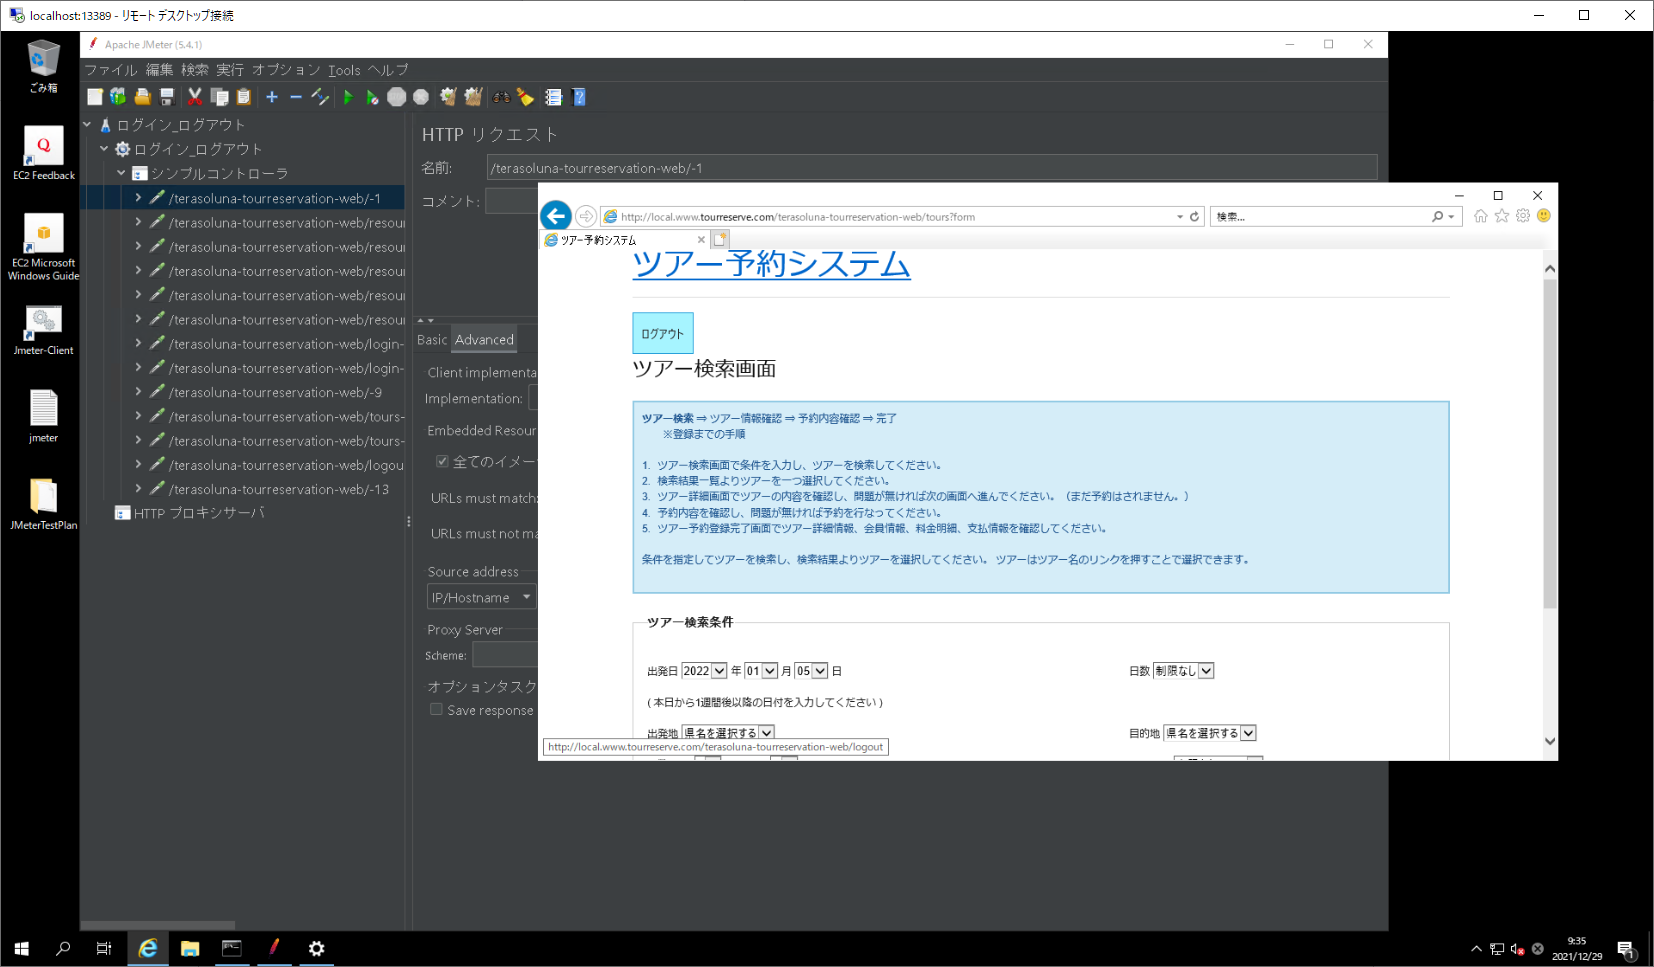 localhost:13389 - リモート デスクトップ接続
ごみ箱
EC2 Feedback
EC2 Microsoft
Windows Guide
Jmeter-Client
jmeter
JMeterTestPlan
Apache JMeter (5.4.1)
ファイル 編集 検索 実行 オプション Tools ヘルプ
ログイン_ログアウト
ログイン_ログアウト
シンプルコントローラ
/terasoluna-tourreservation-web/-1
/terasoluna-tourreservation-web/resour
/terasoluna-tourreservation-web/resour
/terasoluna-tourreservation-web/resour
/terasoluna-tourreservation-web/resour
/terasoluna-tourreservation-web/resour
/terasoluna-tourreservation-web/login-
/terasoluna-tourreservation-web/login-
/terasoluna-tourreservation-web/-9
/terasoluna-tourreservation-web/tours-
/terasoluna-tourreservation-web/tours-
/terasoluna-tourreservation-web/logou
/terasoluna-tourreservation-web/-13
HTTP プロキシサーバ
HTTP リクエスト
名前: /terasoluna-tourreservation-web/-1
コメント:
Basic Advanced
Client implementa
Implementation:
Embedded Resour
全てのイメー
URLs must match:
URLs must not ma
Source address
IP/Hostname
Proxy Server
Scheme:
オプションタスク
Save response
http://local.www.tourreserve.com/terasoluna-tourreservation-web/tours?form
検索...
ツアー予約システム
ツアー予約システム
ログアウト
ツアー検索画面
ツアー検索 ⇒ ツアー情報確認 ⇒ 予約内容確認 ⇒ 完了
※登録までの手順
1. ツアー検索画面で条件を入力し、ツアーを検索してください。
2. 検索結果一覧よりツアーを一つ選択してください。
3. ツアー詳細画面でツアーの内容を確認し、問題が無ければ次の画面へ進んでください。（まだ予約はされません。）
4. 予約内容を確認し、問題が無ければ予約を行なってください。
5. ツアー予約登録完了画面でツアー詳細情報、会員情報、料金明細、支払情報を確認してください。
条件を指定してツアーを検索し、検索結果よりツアーを選択してください。 ツアーはツアー名のリンクを押すことで選択できます。
ツアー検索条件
出発日 2022 年 01 月 05 日 日数 制限なし
( 本日から1週間後以降の日付を入力してください )
出発地 県名を選択する 目的地 県名を選択する
http://local.www.tourreserve.com/terasoluna-tourreservation-web/logout
9:35
2021/12/29
1